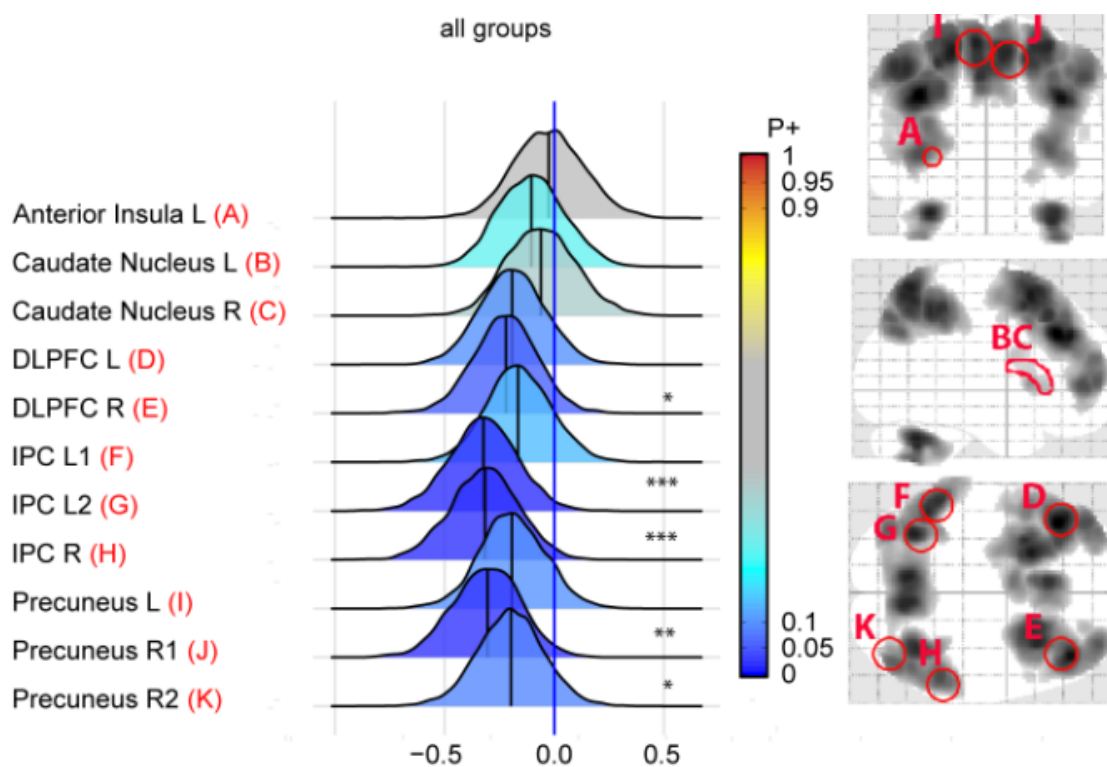 all groups
Anterior Insula L (A)
Caudate Nucleus L (B)
Caudate Nucleus R (C)
DLPFC L (D)
DLPFC R (E)
*
IPC L1 (F)
IPC L2 (G)
***
IPC R (H)
***
Precuneus L (I)
Precuneus R1 (J)
**
Precuneus R2 (K)
*
−0.5 0.0 0.5
P+
1
0.95
0.9
0.1
0.05
0
I J
A
BC
F D
G
K H E